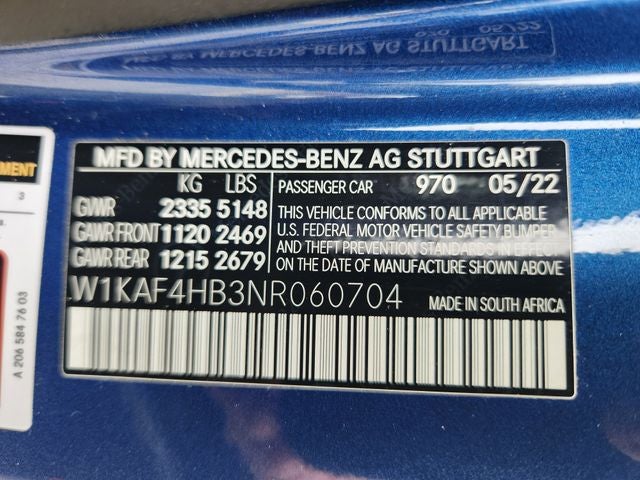 MFD BY MERCEDES-BENZ AG STUTTGART
KG LBS
GVWR 2335 5148
GAWR FRONT 1120 2469
GAWR REAR 1215 2679
PASSENGER CAR 970 05/22
THIS VEHICLE CONFORMS TO ALL APPLICABLE
U.S. FEDERAL MOTOR VEHICLE SAFETY, BUMPER
AND THEFT PREVENTION STANDARDS IN EFFECT
ON THE DATE OF MANUFACTURE SHOWN ABOVE
W1KAF4HB3NR060704
MADE IN SOUTH AFRICA
3
A 206 584 76 03